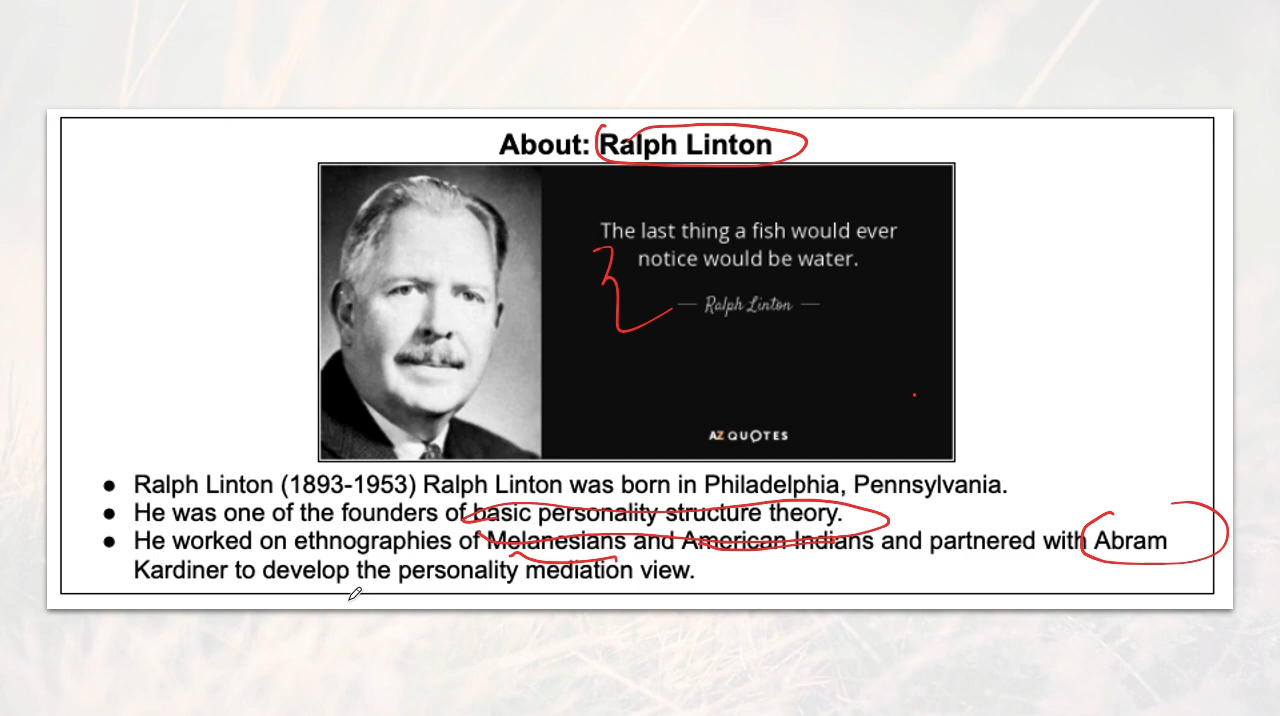 About: Ralph Linton
The last thing a fish would ever
notice would be water.
— Ralph Linton —
AZ QUOTES
● Ralph Linton (1893-1953) Ralph Linton was born in Philadelphia, Pennsylvania.
● He was one of the founders of basic personality structure theory.
● He worked on ethnographies of Melanesians and American Indians and partnered with Abram
Kardiner to develop the personality mediation view.